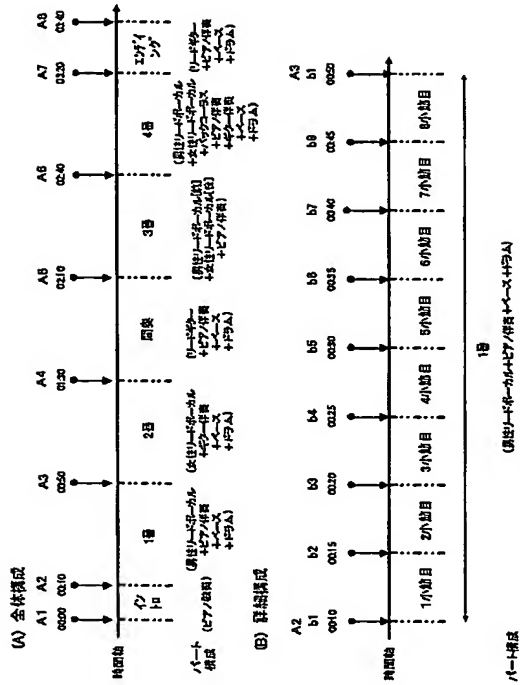 (A) 全体構成
A1 A2 A3 A4 A5 A6 A7 A8
00:00 00:10 00:50 01:30 02:10 02:40 03:20 03:40
時間軸
イン
トロ
1番
2番
間奏
3番
4番
エンディ
ング
パート
構成
(ピアノ独奏)
(男性リードボーカル
+ピアノ伴奏
+ベース
+ドラム)
(女性リードボーカル
+ギター伴奏
+ベース
+ドラム)
(リードギター
+ピアノ伴奏
+ベース
+ドラム)
(男性リードボーカル[前]
+女性リードボーカル[後]
+ピアノ伴奏)
(男性リードボーカル
+女性リードボーカル
+バックコーラス
+ピアノ伴奏
+ギター伴奏
+ベース
+ドラム)
(リードギター
+ピアノ伴奏
+ベース
+ドラム)
(B) 詳細構成
A2 A3
b1 b2 b3 b4 b5 b6 b7 b8 b1
00:10 00:15 00:20 00:25 00:30 00:35 00:40 00:45 00:50
時間軸
1小節目 2小節目 3小節目 4小節目 5小節目 6小節目 7小節目 8小節目
1番
パート構成
(男性リードボーカル+ピアノ伴奏+ベース+ドラム)